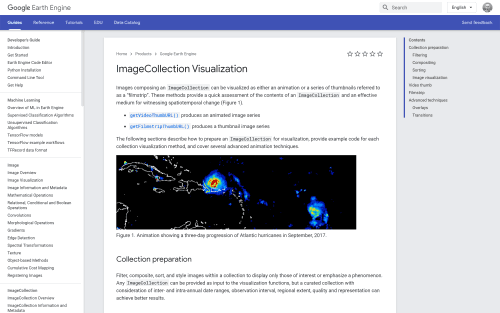 Google Earth Engine
Search
English
Guides Reference Tutorials EDU Data Catalog Send feedback
Developer's Guide
Introduction
Get Started
Earth Engine Code Editor
Python Installation
Command Line Tool
Get Help
Machine Learning
Overview of ML in Earth Engine
Supervised Classification Algorithms
Unsupervised Classification
Algorithms
TensorFlow models
TensorFlow example workflows
TFRecord data format
Image
Image Overview
Image Visualization
Image Information and Metadata
Mathematical Operations
Relational, Conditional and Boolean
Operations
Convolutions
Morphological Operations
Gradients
Edge Detection
Spectral Transformations
Texture
Object-based Methods
Cumulative Cost Mapping
Registering Images
ImageCollection
ImageCollection Overview
ImageCollection Information and
Metadata
Home > Products > Google Earth Engine
ImageCollection Visualization
Images composing an ImageCollection can be visualized as either an animation or a series of thumbnails referred to
as a "filmstrip". These methods provide a quick assessment of the contents of an ImageCollection and an effective
medium for witnessing spatiotemporal change (Figure 1).
• getVideoThumbURL() produces an animated image series
• getFilmstripThumbURL() produces a thumbnail image series
The following sections describe how to prepare an ImageCollection for visualization, provide example code for each
collection visualization method, and cover several advanced animation techniques.
Figure 1. Animation showing a three-day progression of Atlantic hurricanes in September, 2017.
Collection preparation
Filter, composite, sort, and style images within a collection to display only those of interest or emphasize a phenomenon.
Any ImageCollection can be provided as input to the visualization functions, but a curated collection with
consideration of inter- and intra-annual date ranges, observation interval, regional extent, quality and representation can
achieve better results.
Contents
Collection preparation
Filtering
Compositing
Sorting
Image visualization
Video thumb
Filmstrip
Advanced techniques
Overlays
Transitions